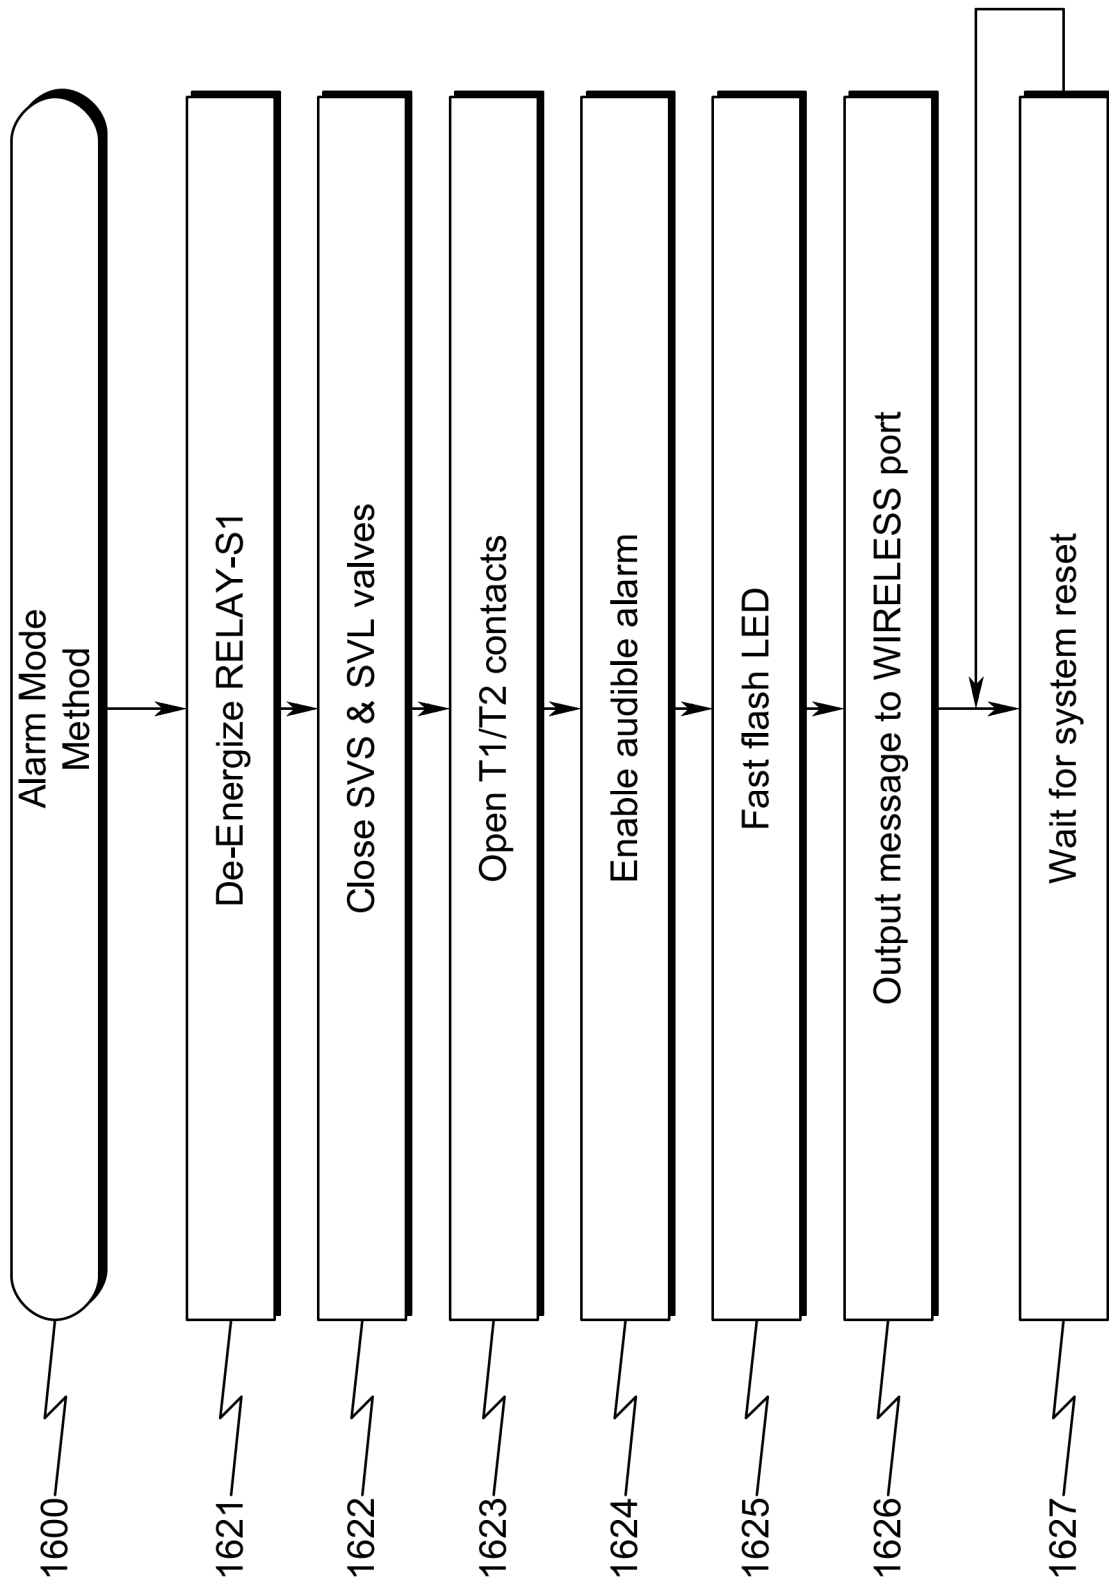 Alarm Mode
Method
1600
De-Energize RELAY-S1
1621
Close SVS & SVL valves
1622
Open T1/T2 contacts
1623
Enable audible alarm
1624
Fast flash LED
1625
Output message to WIRELESS port
1626
Wait for system reset
1627